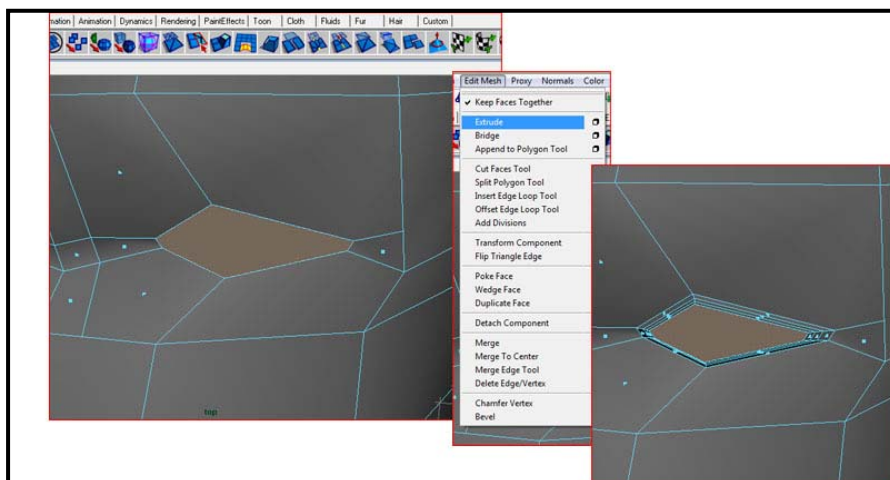 Animation Dynamics Rendering PaintEffects Toon Cloth Fluids Fur Hair Custom
top
Edit Mesh Proxy Normals Color
Keep Faces Together
Extrude
Bridge
Append to Polygon Tool
Cut Faces Tool
Split Polygon Tool
Insert Edge Loop Tool
Offset Edge Loop Tool
Add Divisions
Transform Component
Flip Triangle Edge
Poke Face
Wedge Face
Duplicate Face
Detach Component
Merge
Merge To Center
Merge Edge Tool
Delete Edge/Vertex
Chamfer Vertex
Bevel